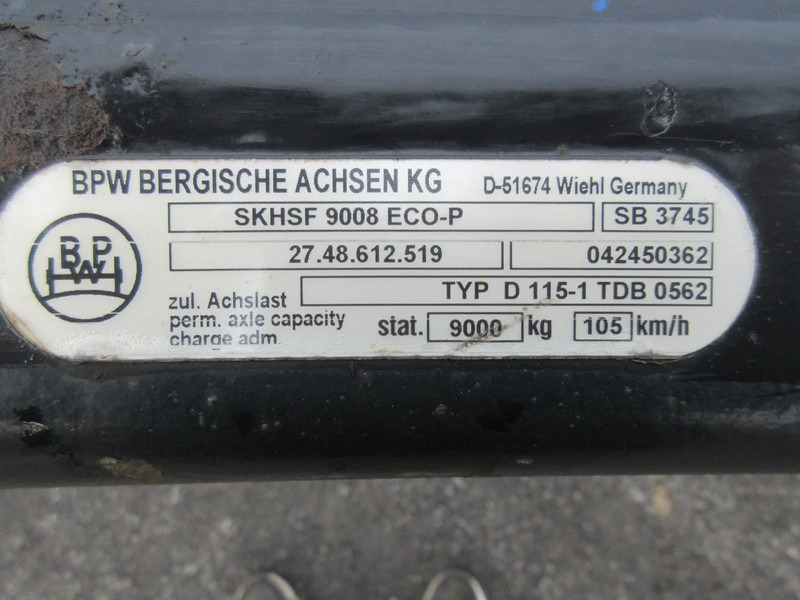 BPW BERGISCHE ACHSEN KG D-51674 Wiehl Germany
SKHSF 9008 ECO-P SB 3745
BPW
27.48.612.519 042450362
TYP D 115-1 TDB 0562
zul. Achslast
perm. axle capacity
charge adm.
stat. 9000 kg 105 km/h